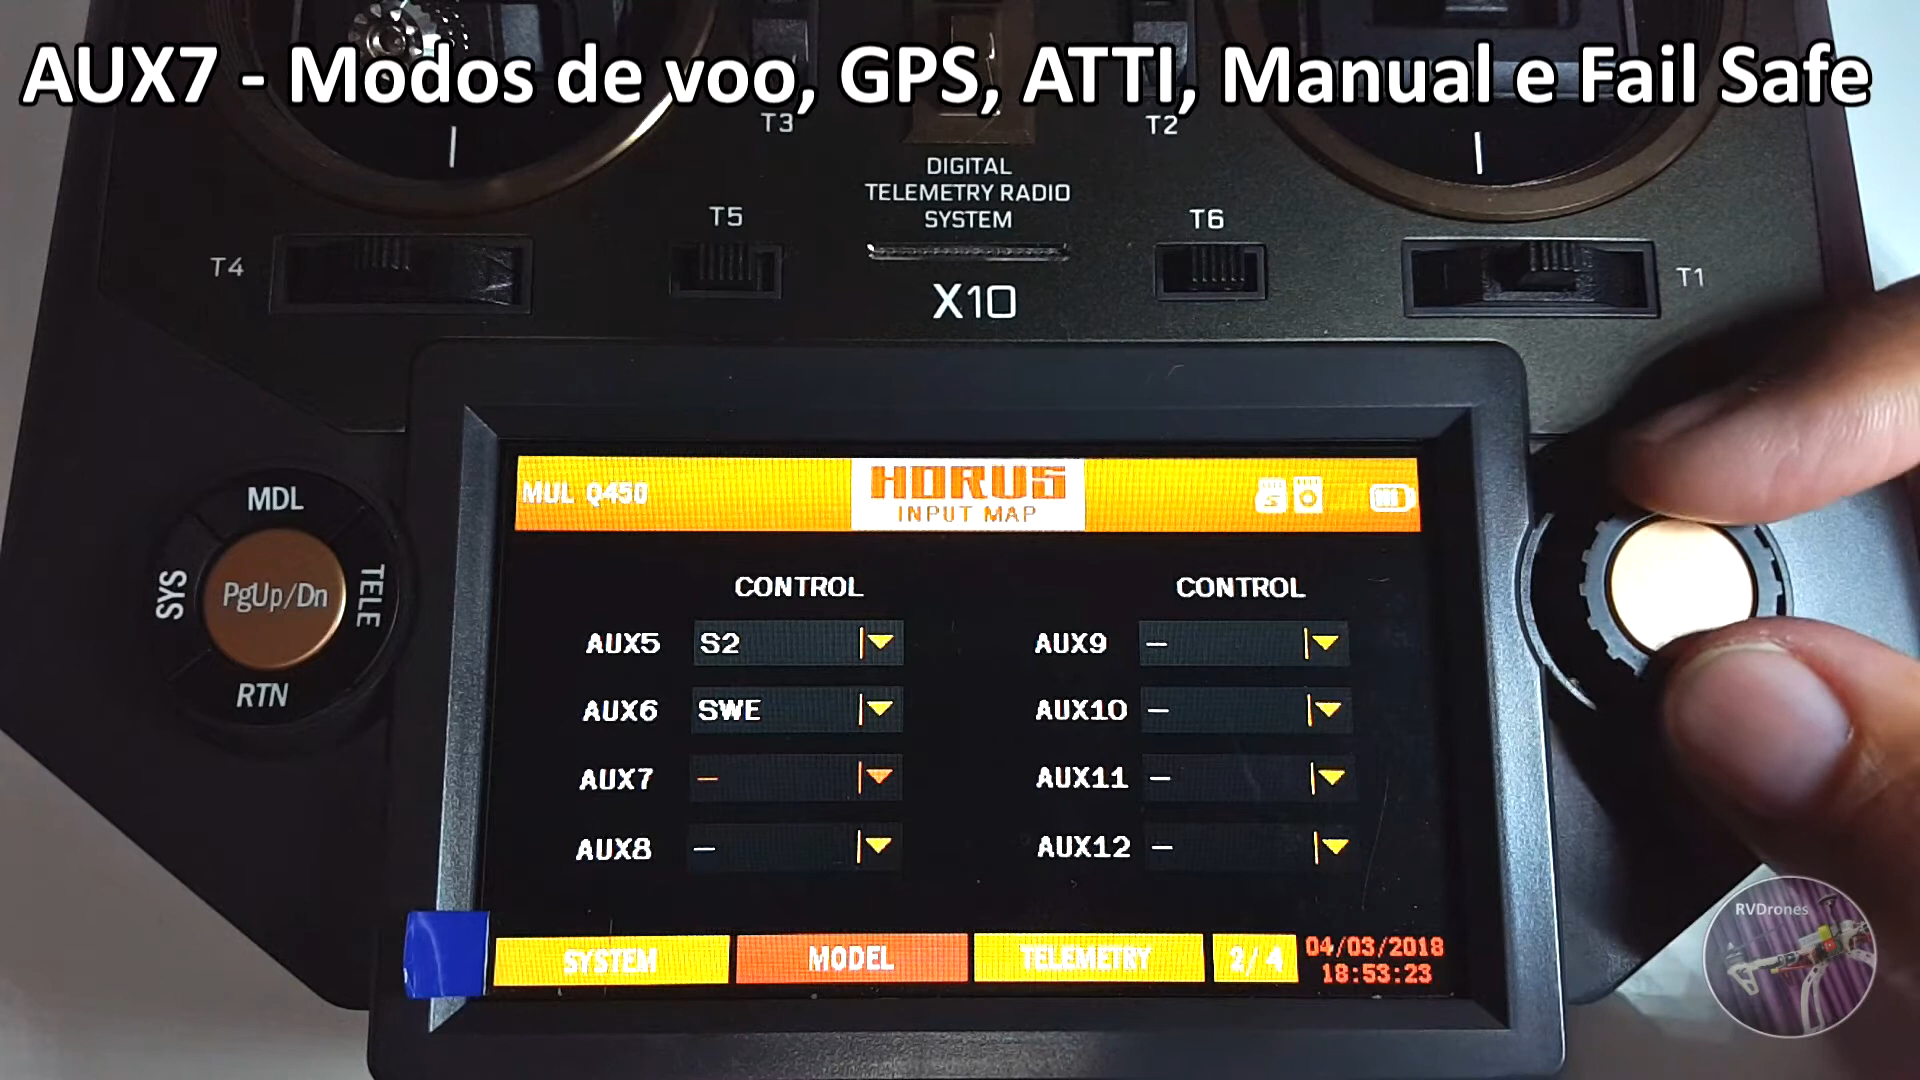 AUX7 - Modos de voo, GPS, ATTI, Manual e Fail Safe
T3
T2
DIGITAL
TELEMETRY RADIO
SYSTEM
T5
T6
T4
T1
X10
MUL Q450
HORUS
INPUT MAP
MDL
SYS
PgUp/Dn
TELE
RTN
CONTROL
CONTROL
AUX5 S2
AUX9 –
AUX6 SWE
AUX10 –
AUX7 –
AUX11 –
AUX8 –
AUX12 –
SYSTEM
MODEL
TELEMETRY
2/4
04/03/2018
18:53:23
RVDrones